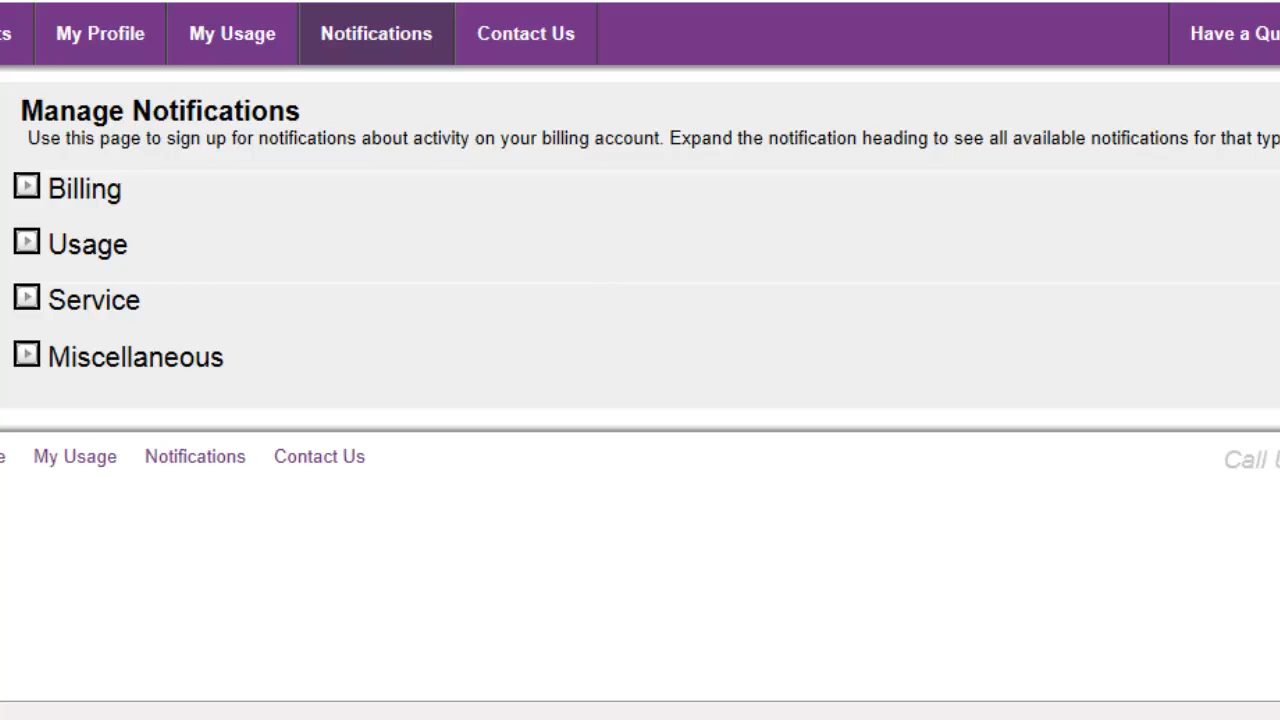 My Profile My Usage Notifications Contact Us Have a
Manage Notifications
Use this page to sign up for notifications about activity on your billing account. Expand the notification heading to see all available notifications for that
Billing
Usage
Service
Miscellaneous
My Usage Notifications Contact Us Call